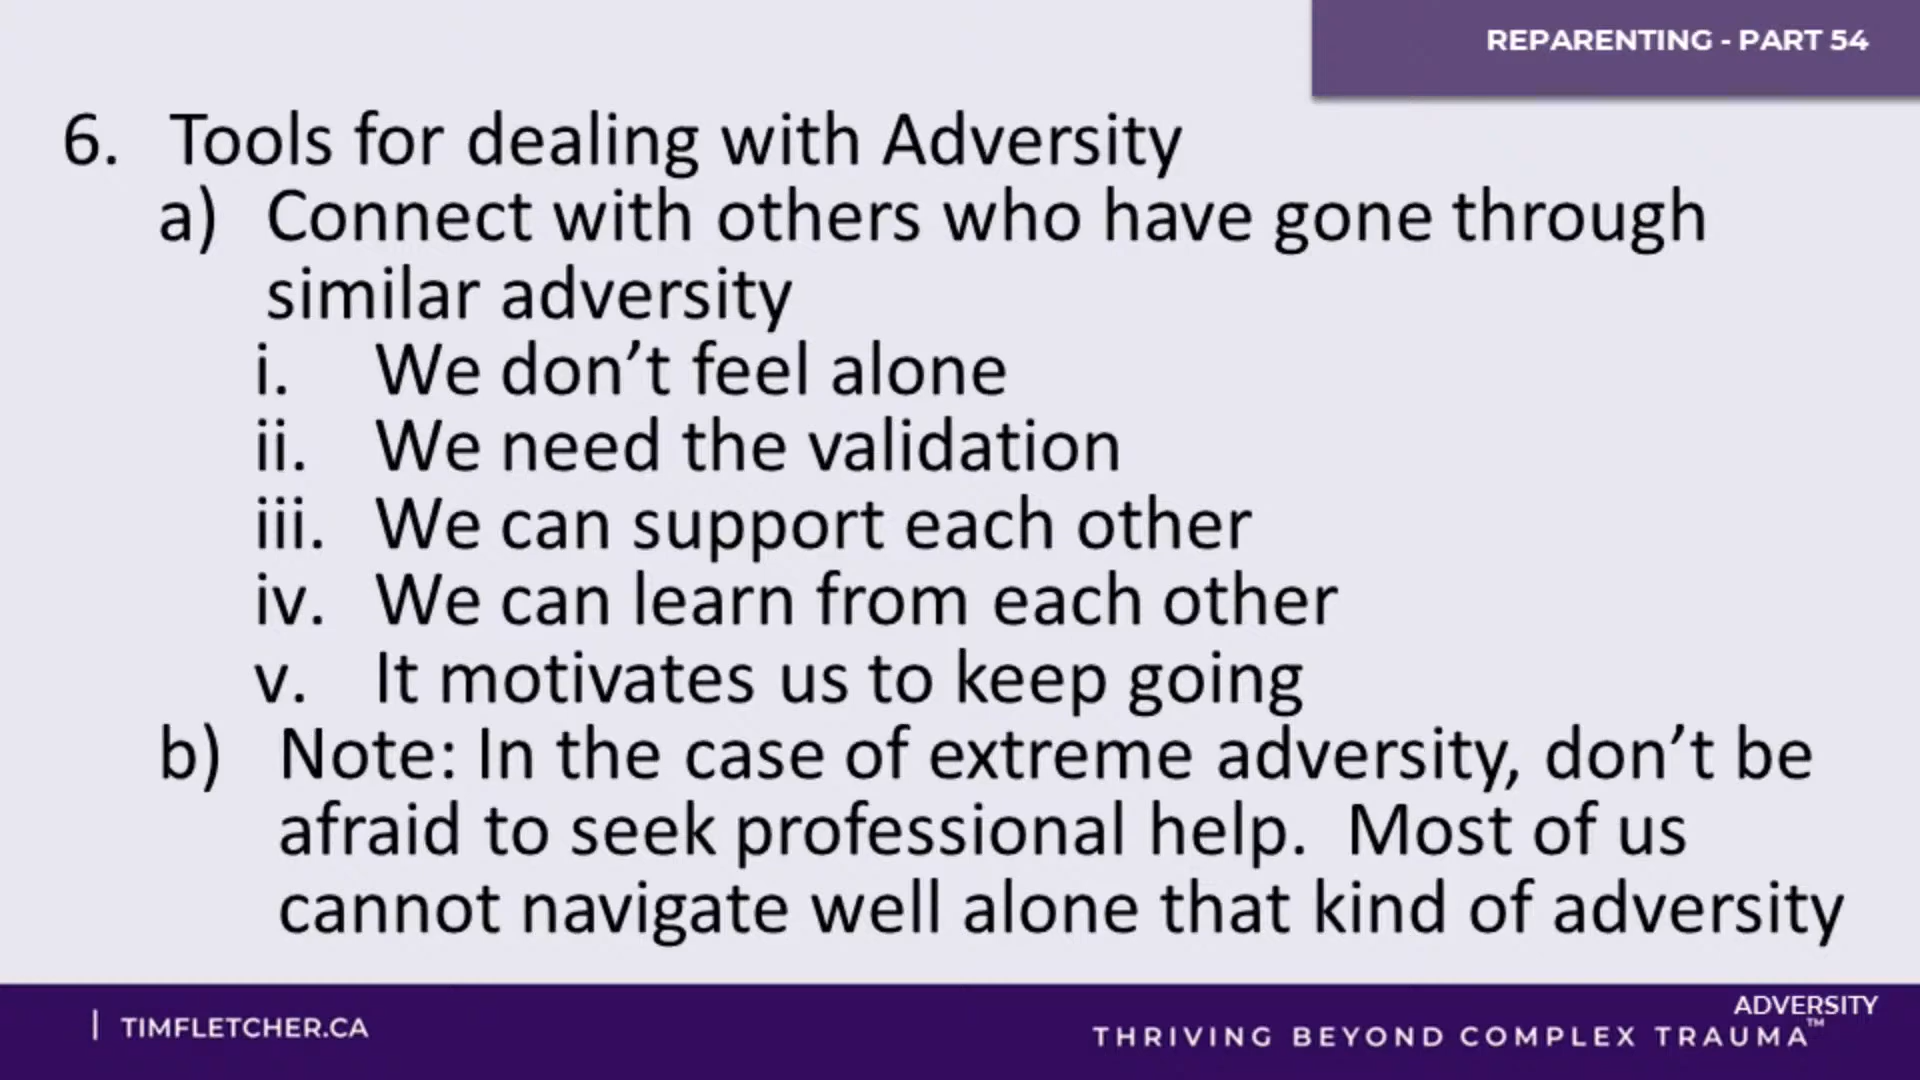 REPARENTING - PART 54
6. Tools for dealing with Adversity
a) Connect with others who have gone through
similar adversity
i. We don’t feel alone
ii. We need the validation
iii. We can support each other
iv. We can learn from each other
v. It motivates us to keep going
b) Note: In the case of extreme adversity, don’t be
afraid to seek professional help. Most of us
cannot navigate well alone that kind of adversity
| TIMFLETCHER.CA
ADVERSITY
THRIVING BEYOND COMPLEX TRAUMA™